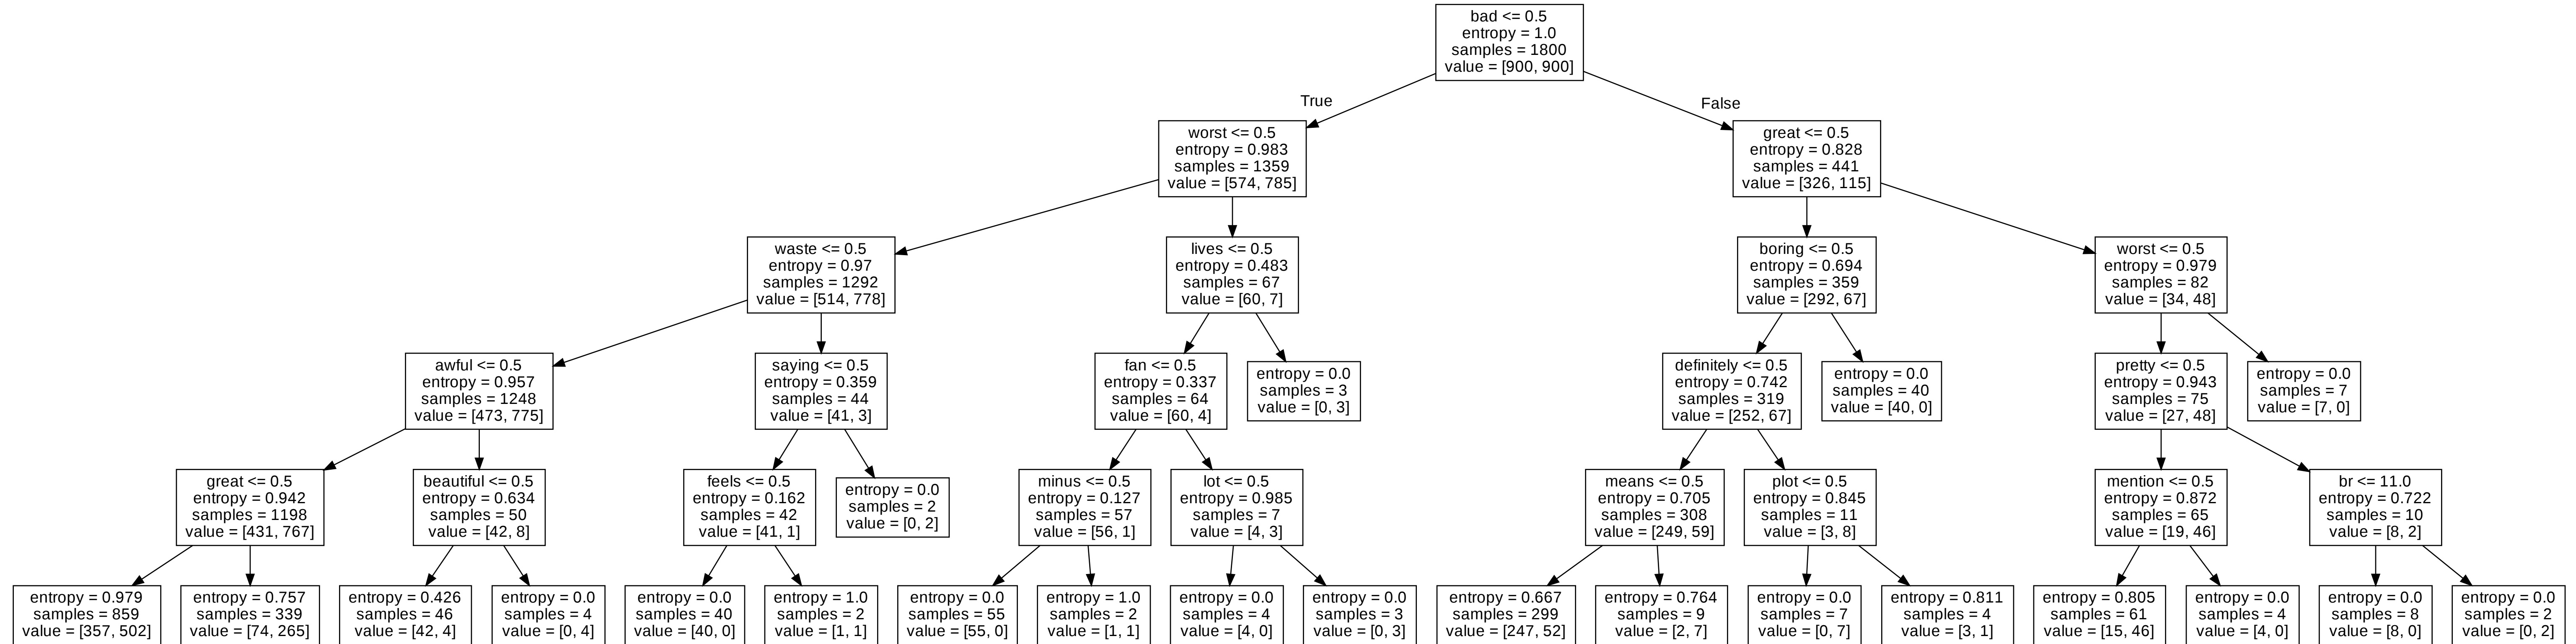 bad <= 0.5
entropy = 1.0
samples = 1800
value = [900, 900]
True
False
worst <= 0.5
entropy = 0.983
samples = 1359
value = [574, 785]
great <= 0.5
entropy = 0.828
samples = 441
value = [326, 115]
waste <= 0.5
entropy = 0.97
samples = 1292
value = [514, 778]
lives <= 0.5
entropy = 0.483
samples = 67
value = [60, 7]
boring <= 0.5
entropy = 0.694
samples = 359
value = [292, 67]
worst <= 0.5
entropy = 0.979
samples = 82
value = [34, 48]
awful <= 0.5
entropy = 0.957
samples = 1248
value = [473, 775]
saying <= 0.5
entropy = 0.359
samples = 44
value = [41, 3]
fan <= 0.5
entropy = 0.337
samples = 64
value = [60, 4]
entropy = 0.0
samples = 3
value = [0, 3]
definitely <= 0.5
entropy = 0.742
samples = 319
value = [252, 67]
entropy = 0.0
samples = 40
value = [40, 0]
pretty <= 0.5
entropy = 0.943
samples = 75
value = [27, 48]
entropy = 0.0
samples = 7
value = [7, 0]
great <= 0.5
entropy = 0.942
samples = 1198
value = [431, 767]
beautiful <= 0.5
entropy = 0.634
samples = 50
value = [42, 8]
feels <= 0.5
entropy = 0.162
samples = 42
value = [41, 1]
entropy = 0.0
samples = 2
value = [0, 2]
minus <= 0.5
entropy = 0.127
samples = 57
value = [56, 1]
lot <= 0.5
entropy = 0.985
samples = 7
value = [4, 3]
means <= 0.5
entropy = 0.705
samples = 308
value = [249, 59]
plot <= 0.5
entropy = 0.845
samples = 11
value = [3, 8]
mention <= 0.5
entropy = 0.872
samples = 65
value = [19, 46]
br <= 11.0
entropy = 0.722
samples = 10
value = [8, 2]
entropy = 0.979
samples = 859
value = [357, 502]
entropy = 0.757
samples = 339
value = [74, 265]
entropy = 0.426
samples = 46
value = [42, 4]
entropy = 0.0
samples = 4
value = [0, 4]
entropy = 0.0
samples = 40
value = [40, 0]
entropy = 1.0
samples = 2
value = [1, 1]
entropy = 0.0
samples = 55
value = [55, 0]
entropy = 1.0
samples = 2
value = [1, 1]
entropy = 0.0
samples = 4
value = [4, 0]
entropy = 0.0
samples = 3
value = [0, 3]
entropy = 0.667
samples = 299
value = [247, 52]
entropy = 0.764
samples = 9
value = [2, 7]
entropy = 0.0
samples = 7
value = [0, 7]
entropy = 0.811
samples = 4
value = [3, 1]
entropy = 0.805
samples = 61
value = [15, 46]
entropy = 0.0
samples = 4
value = [4, 0]
entropy = 0.0
samples = 8
value = [8, 0]
entropy = 0.0
samples = 2
value = [0, 2]